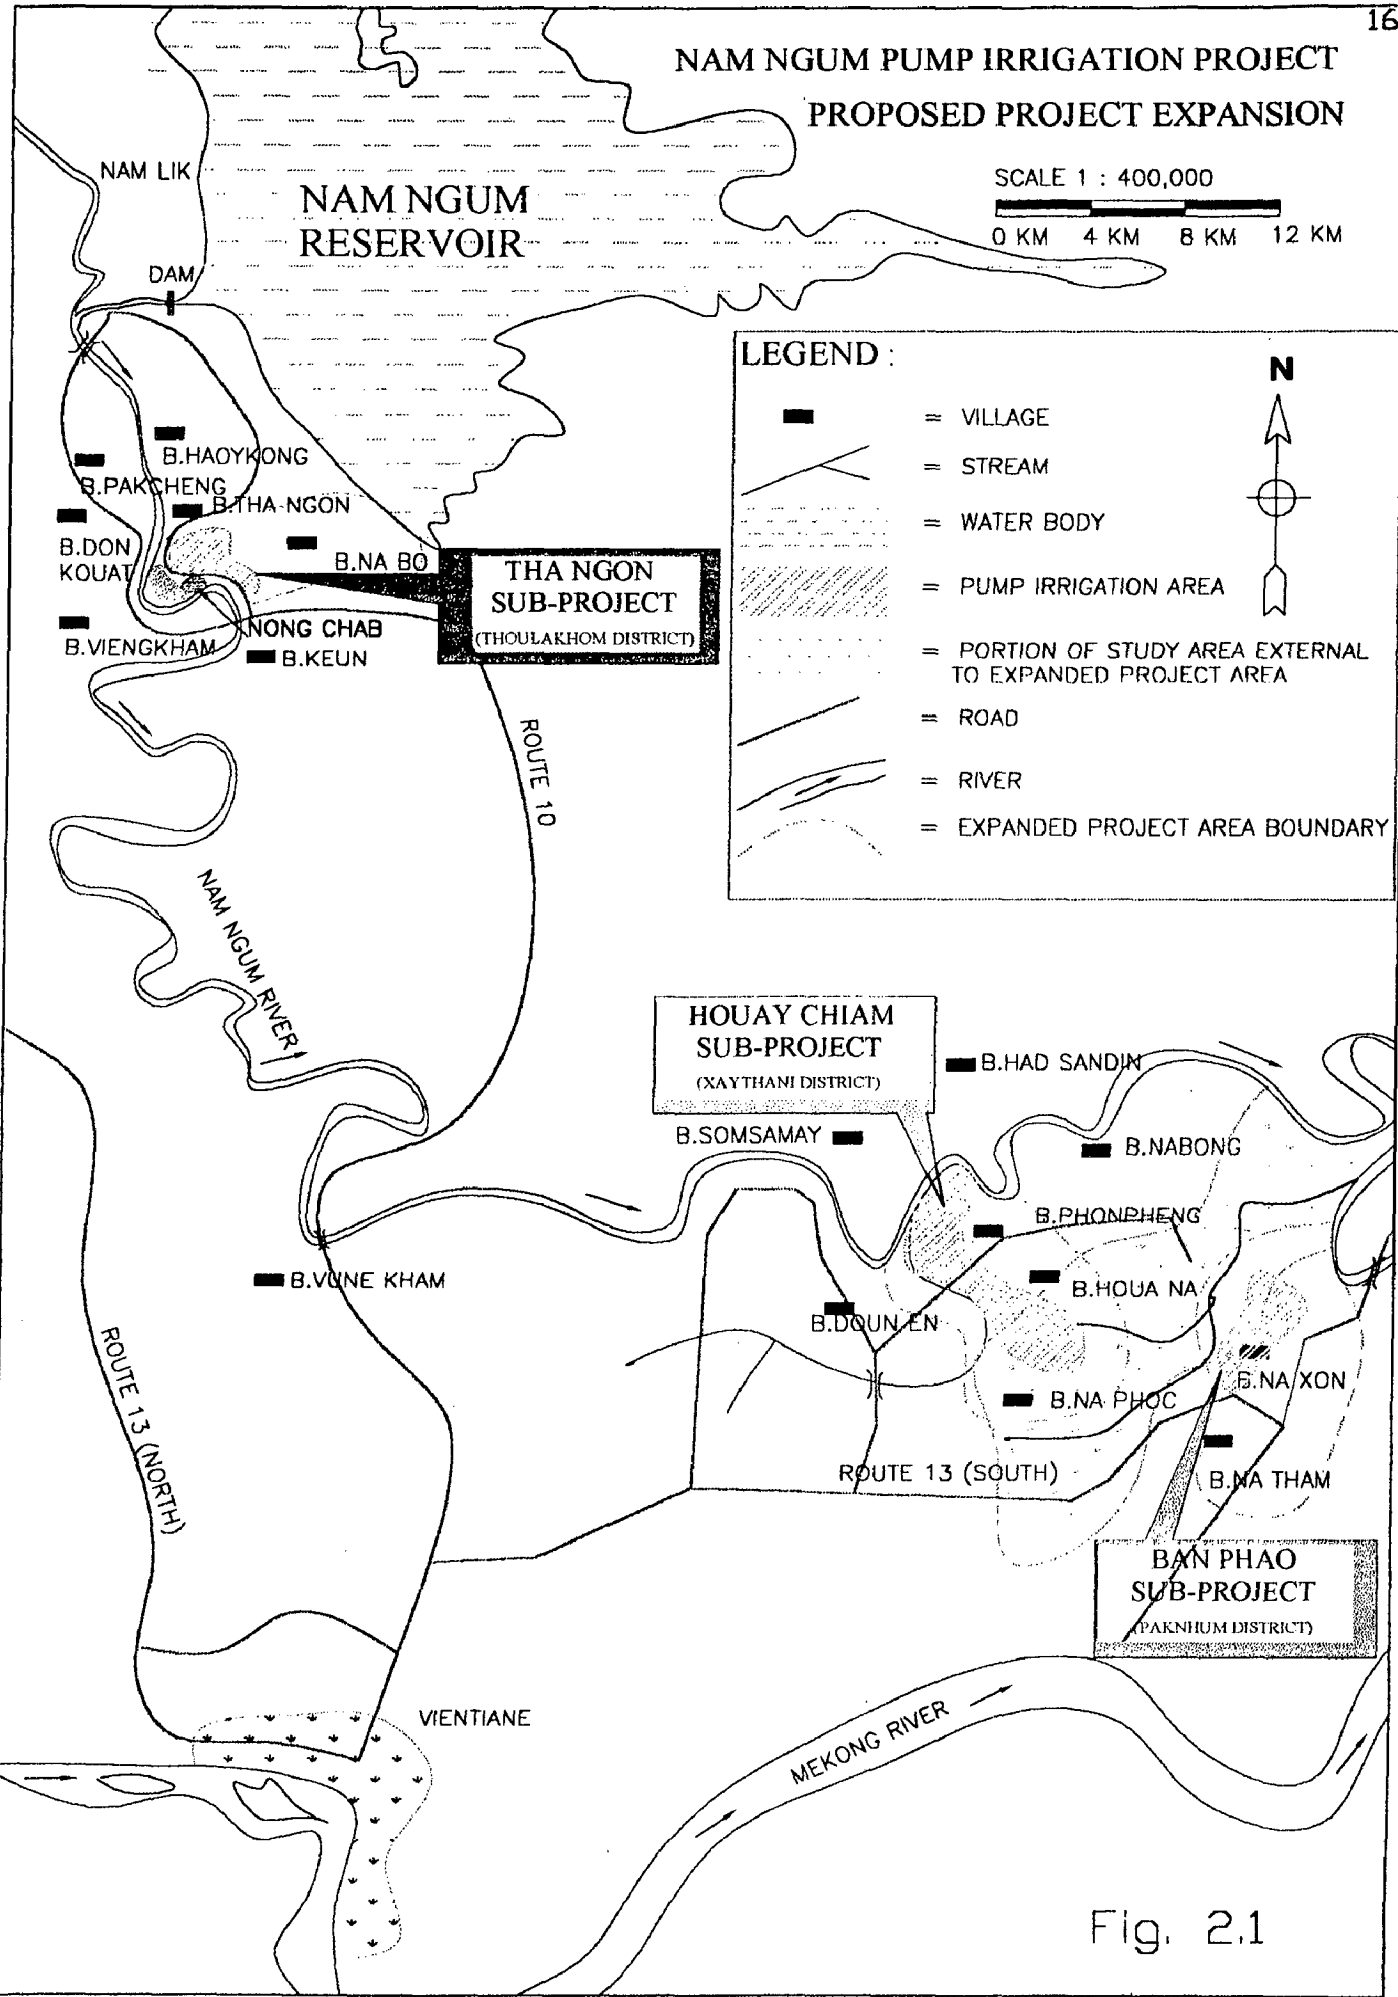 16
NAM NGUM PUMP IRRIGATION PROJECT
PROPOSED PROJECT EXPANSION
SCALE 1 : 400,000
0 KM 4 KM 8 KM 12 KM
NAM LIK
NAM NGUM
RESERVOIR
DAM
LEGEND :
N
= VILLAGE
= STREAM
= WATER BODY
= PUMP IRRIGATION AREA
= PORTION OF STUDY AREA EXTERNAL
TO EXPANDED PROJECT AREA
= ROAD
= RIVER
= EXPANDED PROJECT AREA BOUNDARY
B.HAOYKONG
B.PAKCHENG
B.THA NGON
B.DON
KOUAT
B.NA BO
THA NGON
SUB-PROJECT
(THOULAKHOM DISTRICT)
NONG CHAB
B.VIENGKHAM
B.KEUN
ROUTE 10
NAM NGUM RIVER
HOUAY CHIAM
SUB-PROJECT
(XAYTHANI DISTRICT)
B.HAD SANDIN
B.SOMSAMAY
B.NABONG
B.PHONPHENG
B.VUNE KHAM
B.HOUA NA
B.DOUN EN
B.NA XON
B.NA PHOC
ROUTE 13 (NORTH)
ROUTE 13 (SOUTH)
B.NA THAM
BAN PHAO
SUB-PROJECT
(PAKNHUM DISTRICT)
VIENTIANE
MEKONG RIVER
Fig. 2.1